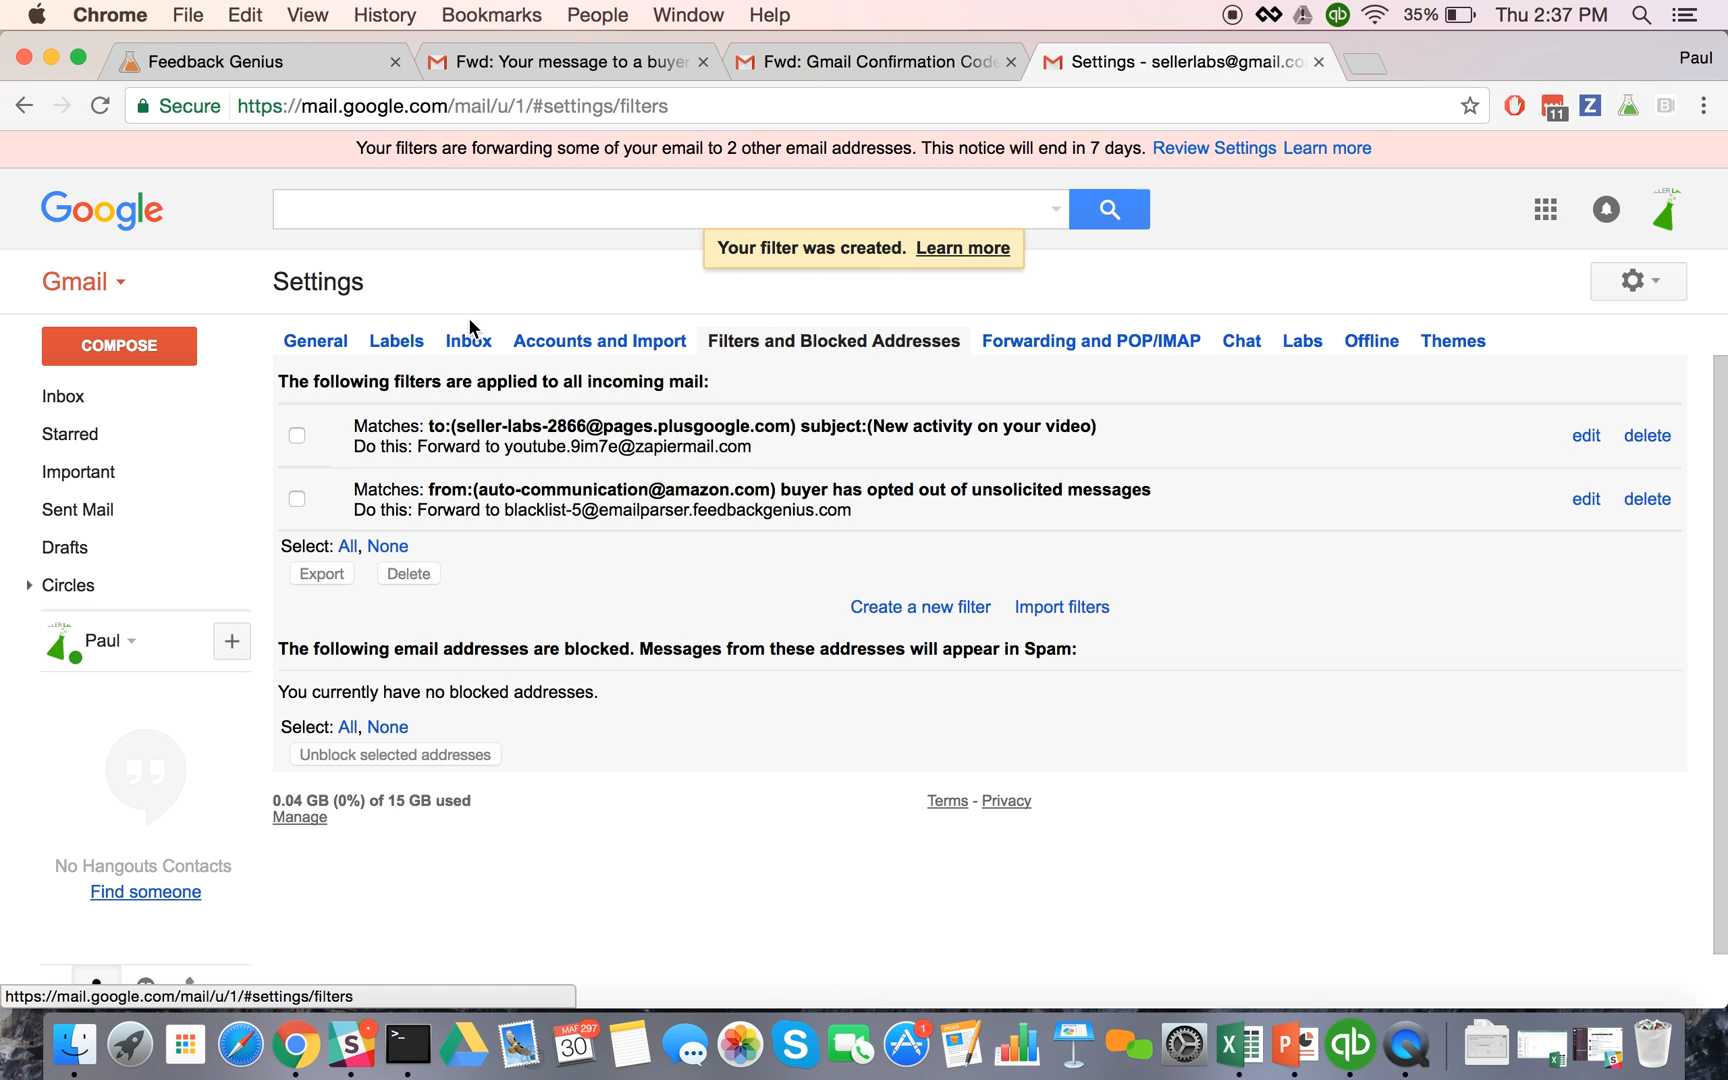 Chrome File Edit View History Bookmarks People Window Help 35% Thu 2:37 PM
Feedback Genius Fwd: Your message to a buyer Fwd: Gmail Confirmation Code Settings - sellerlabs@gmail.co Paul
Secure https://mail.google.com/mail/u/1/#settings/filters 11 Z
Your filters are forwarding some of your email to 2 other email addresses. This notice will end in 7 days. Review Settings Learn more
Google
Your filter was created. Learn more
Gmail Settings
COMPOSE
General Labels Inbox Accounts and Import Filters and Blocked Addresses Forwarding and POP/IMAP Chat Labs Offline Themes
The following filters are applied to all incoming mail:
Inbox
Starred
Important
Sent Mail
Drafts
Circles
Paul
Matches: to:(seller-labs-2866@pages.plusgoogle.com) subject:(New activity on your video)
Do this: Forward to youtube.9im7e@zapiermail.com
edit delete
Matches: from:(auto-communication@amazon.com) buyer has opted out of unsolicited messages
Do this: Forward to blacklist-5@emailparser.feedbackgenius.com
edit delete
Select: All, None
Export Delete
Create a new filter Import filters
The following email addresses are blocked. Messages from these addresses will appear in Spam:
You currently have no blocked addresses.
Select: All, None
Unblock selected addresses
0.04 GB (0%) of 15 GB used
Manage
Terms - Privacy
No Hangouts Contacts
Find someone
https://mail.google.com/mail/u/1/#settings/filters